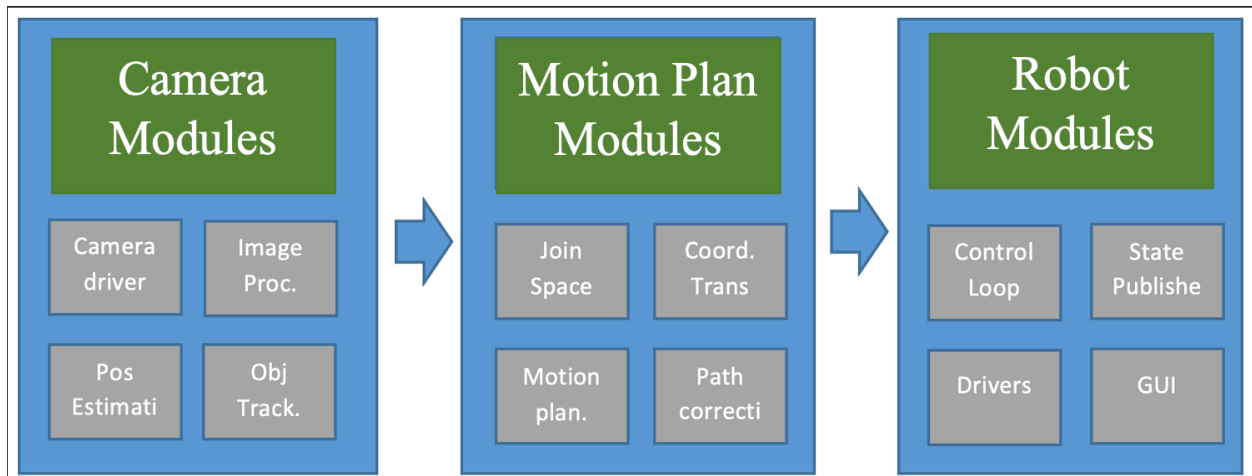 Camera
Modules
Camera
driver
Image
Proc.
Pos
Estimati
Obj
Track.
Motion Plan
Modules
Join
Space
Coord.
Trans
Motion
plan.
Path
correcti
Robot
Modules
Control
Loop
State
Publishe
Drivers
GUI